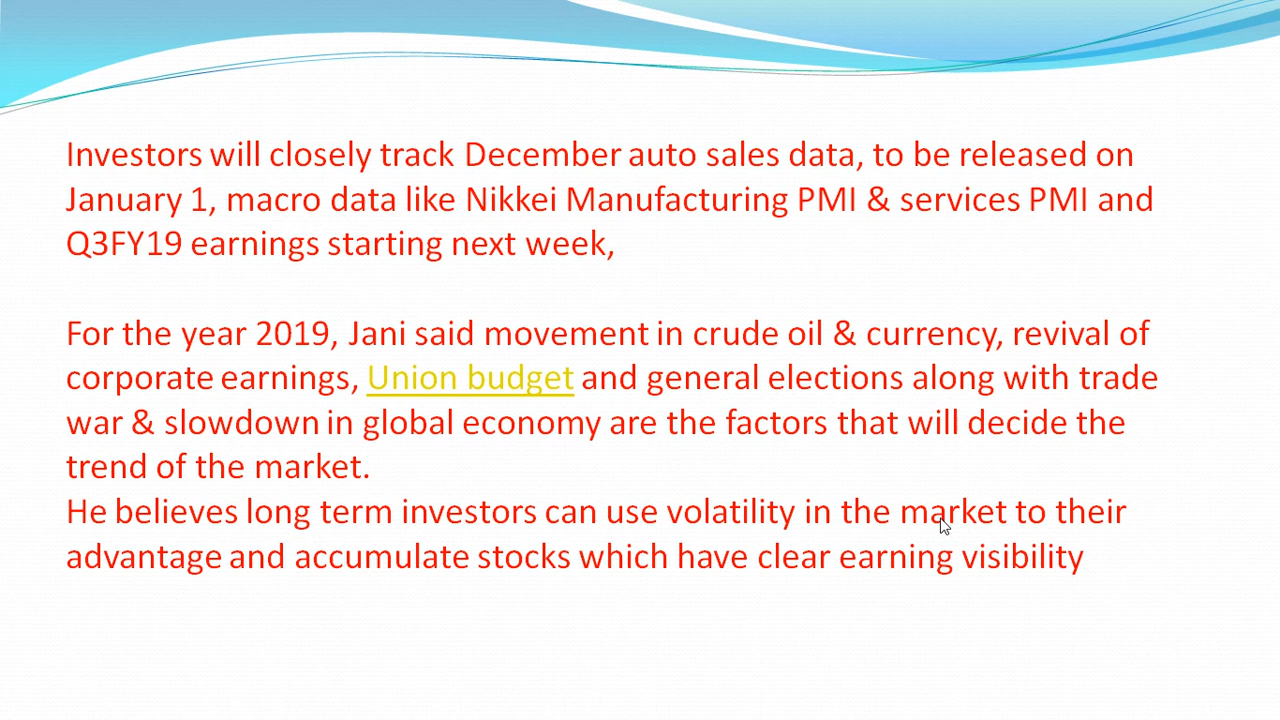 Investors will closely track December auto sales data, to be released on
January 1, macro data like Nikkei Manufacturing PMI & services PMI and
Q3FY19 earnings starting next week,
For the year 2019, Jani said movement in crude oil & currency, revival of
corporate earnings, Union budget and general elections along with trade
war & slowdown in global economy are the factors that will decide the
trend of the market.
He believes long term investors can use volatility in the market to their
advantage and accumulate stocks which have clear earning visibility